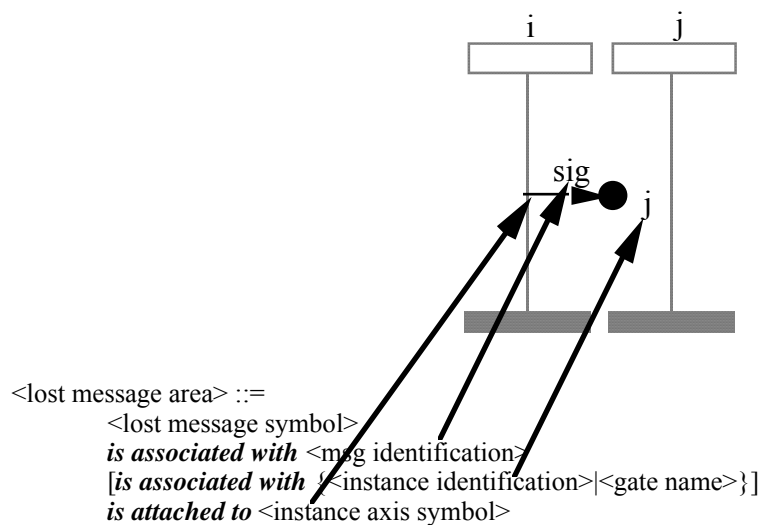 i j
sig
j
<lost message area> ::=
<lost message symbol>
is associated with <msg identification>
[is associated with {<instance identification>|<gate name>}]
is attached to <instance axis symbol>